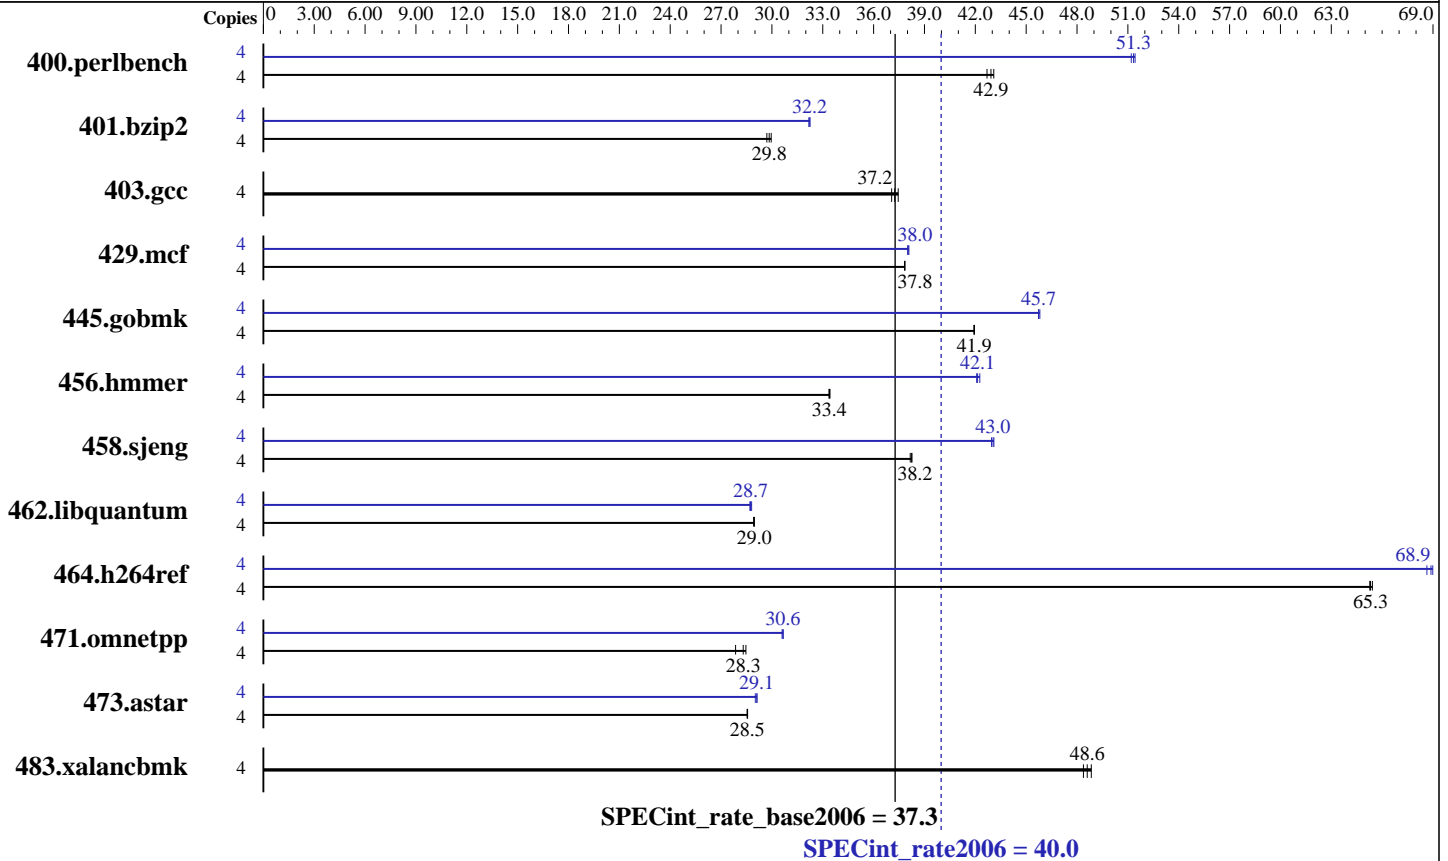 Copies 0 3.00 6.00 9.00 12.0 15.0 18.0 21.0 24.0 27.0 30.0 33.0 36.0 39.0 42.0 45.0 48.0 51.0 54.0 57.0 60.0 63.0 69.0
400.perlbench 4 51.3
4 42.9
401.bzip2 4 32.2
4 29.8
403.gcc 4 37.2
429.mcf 4 38.0
4 37.8
445.gobmk 4 45.7
4 41.9
456.hmmer 4 42.1
4 33.4
458.sjeng 4 43.0
4 38.2
462.libquantum 4 28.7
4 29.0
464.h264ref 4 68.9
4 65.3
471.omnetpp 4 30.6
4 28.3
473.astar 4 29.1
4 28.5
483.xalancbmk 4 48.6
SPECint_rate_base2006 = 37.3
SPECint_rate2006 = 40.0